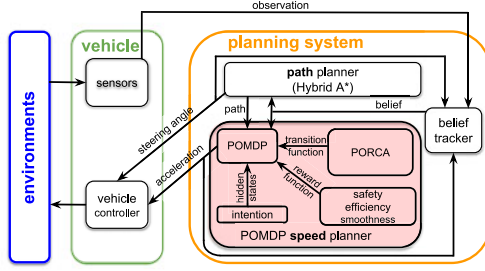 observation
vehicle
planning system
sensors
path planner
(Hybrid A*)
path
belief
belief
tracker
steering angle
acceleration
environments
POMDP
transition
function
PORCA
hidden
states
reward
function
vehicle
controller
intention
safety
efficiency
smoothness
POMDP speed planner